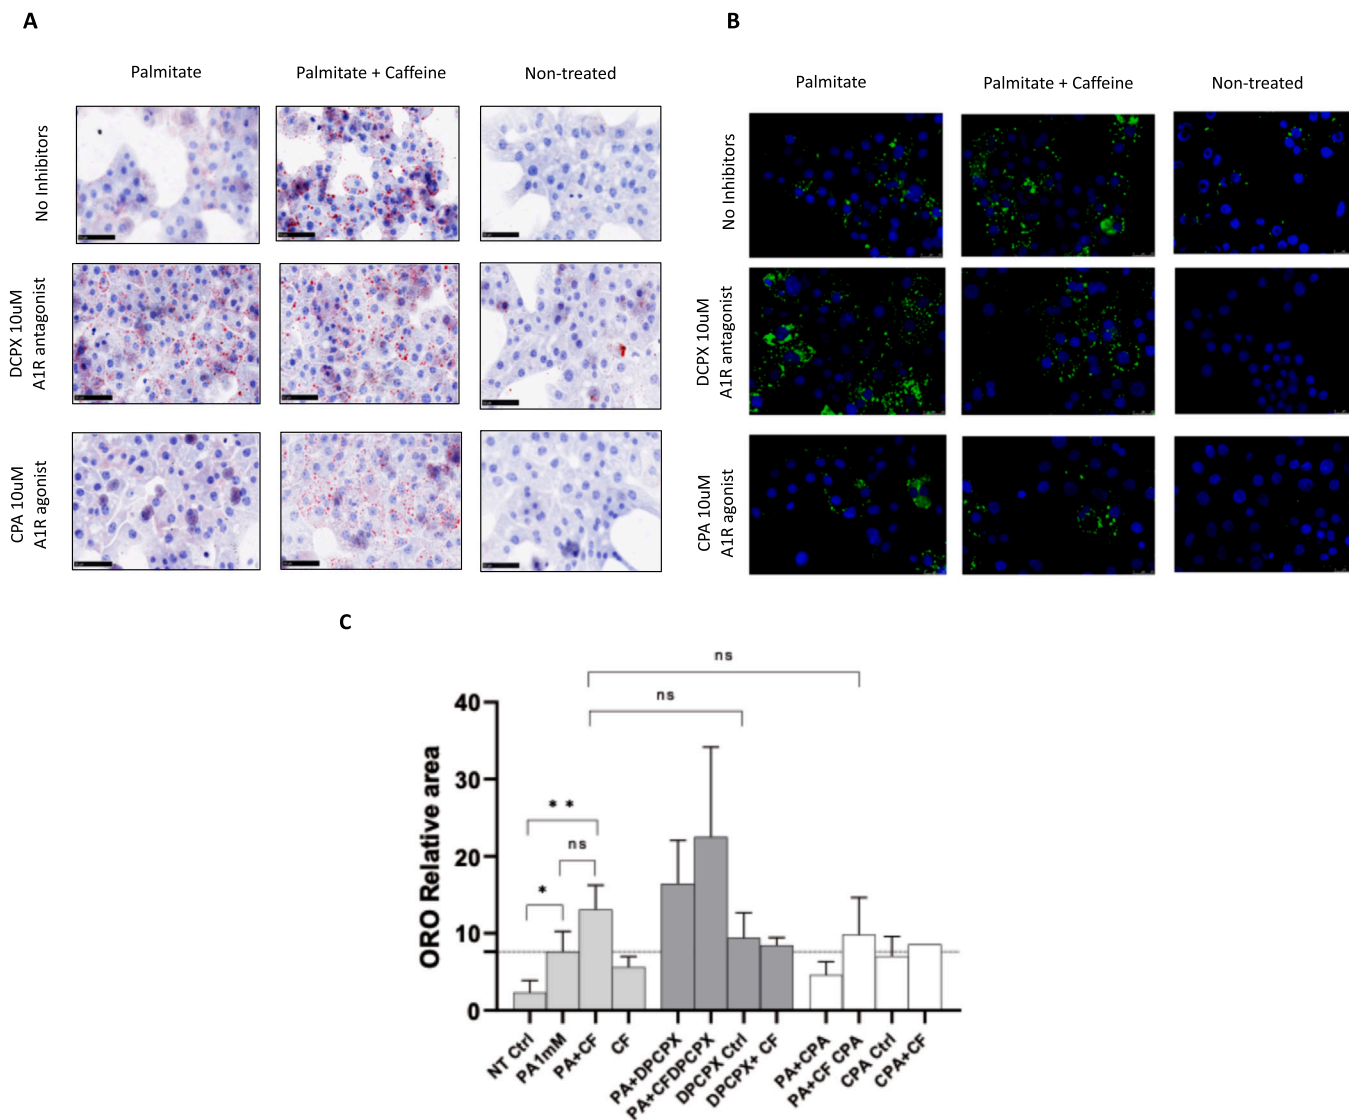 A
Palmitate
Palmitate + Caffeine
Non-treated
No Inhibitors
DCPX 10uM
A1R antagonist
CPA 10uM
A1R agonist
B
Palmitate
Palmitate + Caffeine
Non-treated
No Inhibitors
DCPX 10uM
A1R antagonist
CPA 10uM
A1R agonist
C
ns
ns
* *
ns
*
ORO Relative area
40
30
20
10
0
NT Ctrl
PA1mM
PA+CF
CF
PA+DPCPX
PA+CFDPCPX
DPCPX Ctrl
DPCPX+ CF
PA+CPA
PA+CF CPA
CPA Ctrl
CPA+CF